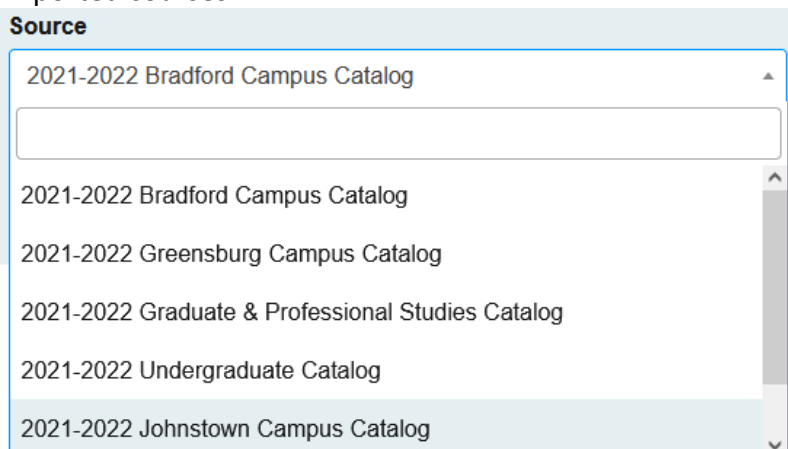 Source
2021-2022 Bradford Campus Catalog
2021-2022 Bradford Campus Catalog
2021-2022 Greensburg Campus Catalog
2021-2022 Graduate & Professional Studies Catalog
2021-2022 Undergraduate Catalog
2021-2022 Johnstown Campus Catalog